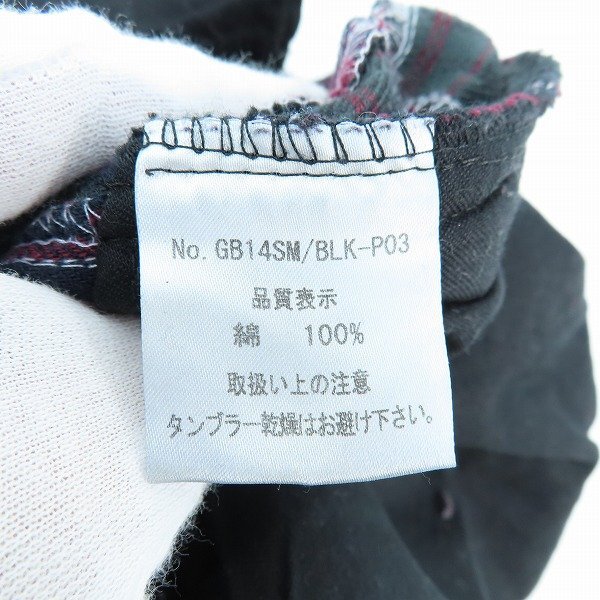 No. GB14SM/BLK-P03
品質表示
綿 100%
取扱い上の注意
タンブラー乾燥はお避け下さい。